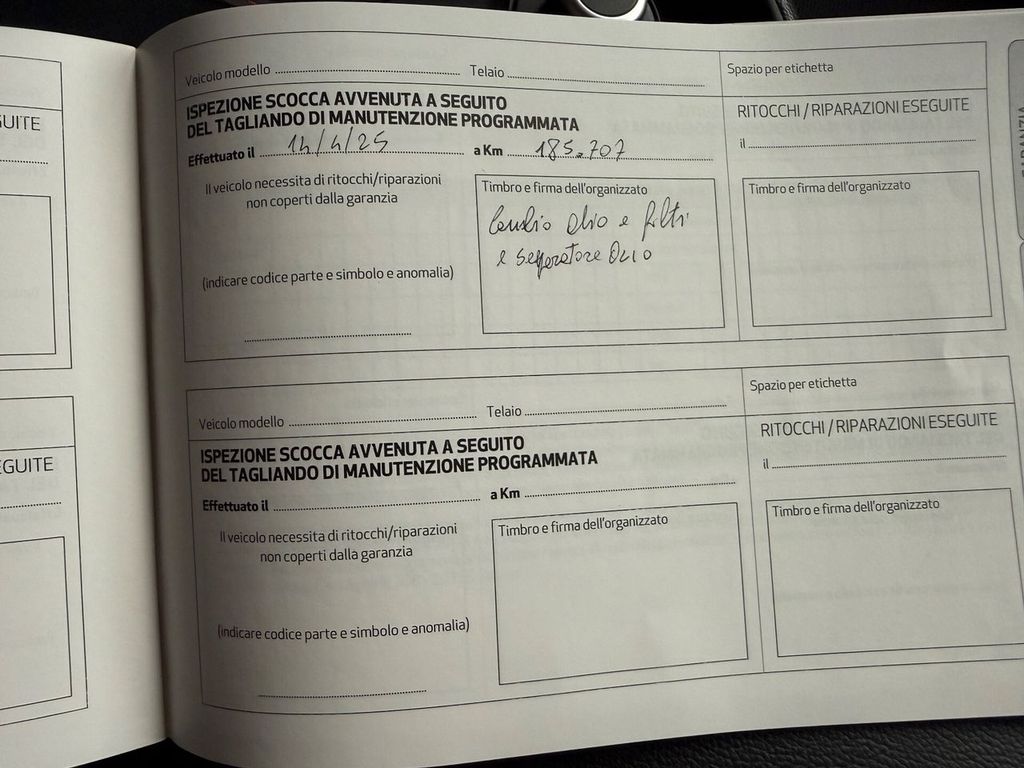 GUITE
Veicolo modello ........ Telaio ........
Spazio per etichetta
ISPEZIONE SCOCCA AVVENUTA A SEGUITO
DEL TAGLIANDO DI MANUTENZIONE PROGRAMMATA
Effettuato il 14/4/25 a Km 185.707
Il veicolo necessita di ritocchi/riparazioni
non coperti dalla garanzia
(indicare codice parte e simbolo e anomalia)
Timbro e firma dell'organizzato
olio e filtri
e seperatore Olio
RITOCCHI / RIPARAZIONI ESEGUITE
il ........
Timbro e firma dell'organizzato
EGUITE
Veicolo modello ........ Telaio ........
Spazio per etichetta
ISPEZIONE SCOCCA AVVENUTA A SEGUITO
DEL TAGLIANDO DI MANUTENZIONE PROGRAMMATA
Effettuato il ........ a Km ........
Il veicolo necessita di ritocchi/riparazioni
non coperti dalla garanzia
(indicare codice parte e simbolo e anomalia)
Timbro e firma dell'organizzato
RITOCCHI / RIPARAZIONI ESEGUITE
il ........
Timbro e firma dell'organizzato